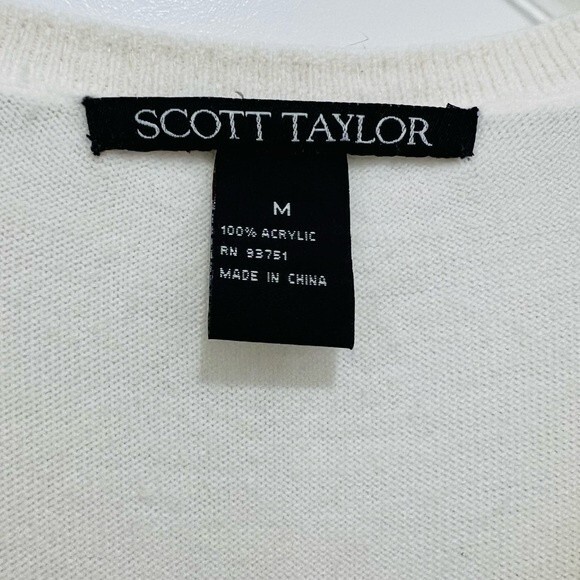 SCOTT TAYLOR
M
100% ACRYLIC
RN 93751
MADE IN CHINA